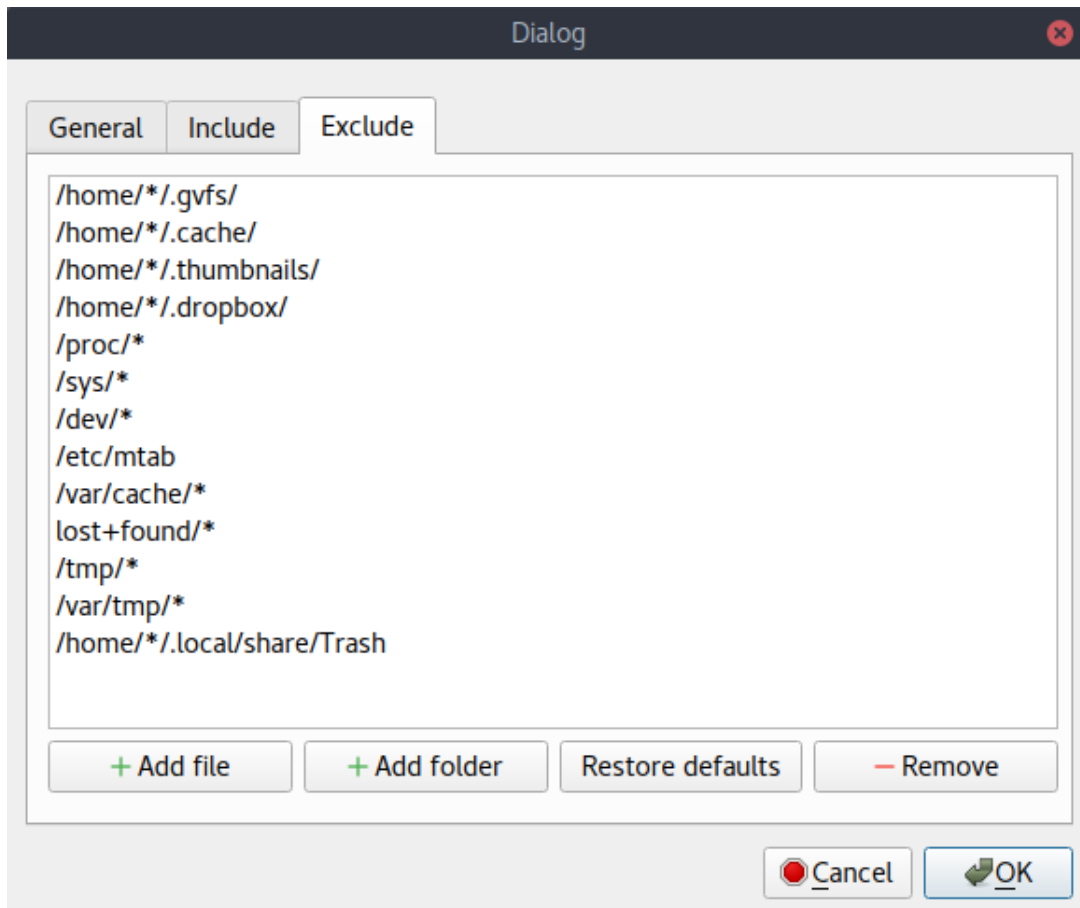 Dialog
General
Include
Exclude
/home/*/.gvfs/
/home/*/.cache/
/home/*/.thumbnails/
/home/*/.dropbox/
/proc/*
/sys/*
/dev/*
/etc/mtab
/var/cache/*
lost+found/*
/tmp/*
/var/tmp/*
/home/*/.local/share/Trash
+ Add file
+ Add folder
Restore defaults
− Remove
Cancel
OK